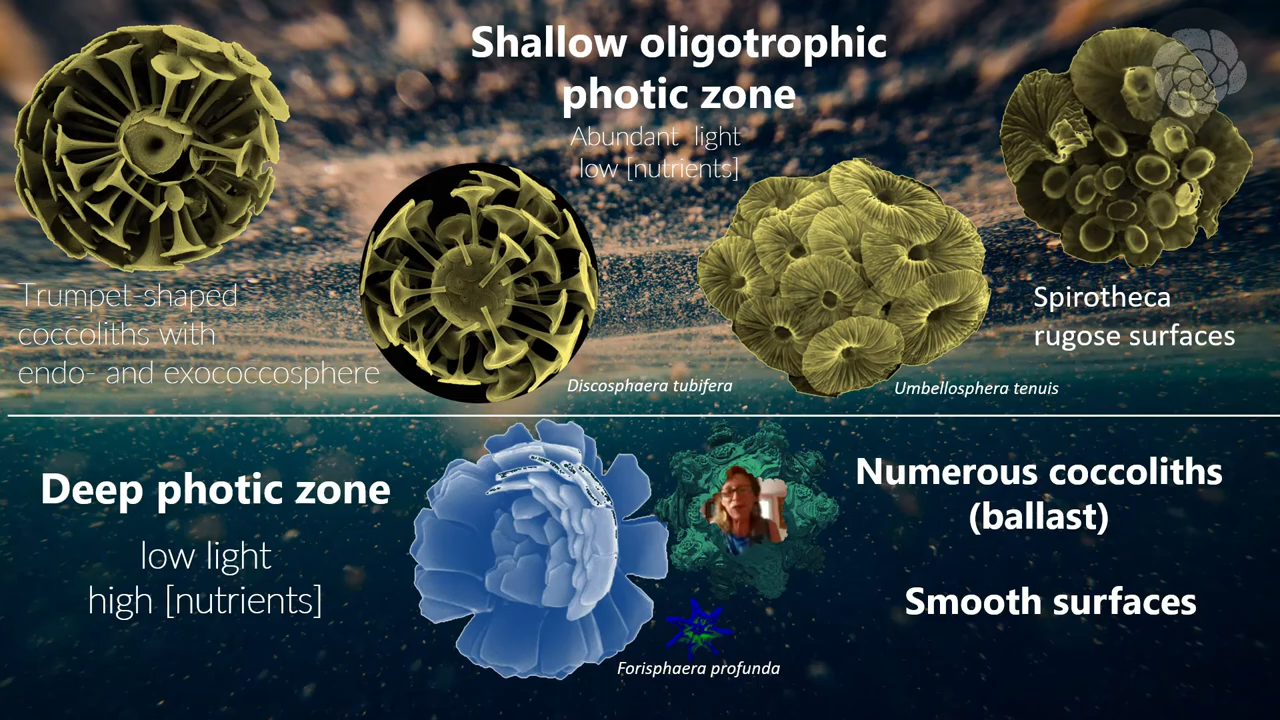 Shallow oligotrophic
photic zone
Abundant light
low [nutrients]
Trumpet-shaped
coccoliths with
endo- and exococcosphere
Discosphaera tubifera
Umbellosphera tenuis
Spirotheca
rugose surfaces
Deep photic zone
low light
high [nutrients]
Forisphaera profunda
Numerous coccoliths
(ballast)
Smooth surfaces